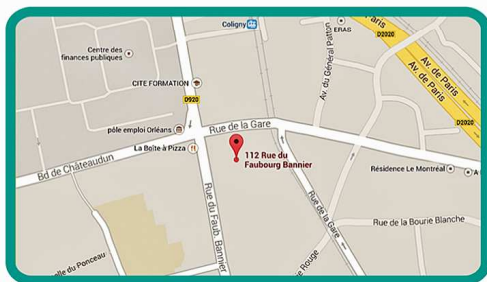 Coligny
ERAS
D2020
Centre des
finances publiques
Av. du Général Patton
Av. de Paris
Av. de Paris
CITE FORMATION
D920
D2020
pôle emploi Orléans
Rue de la Gare
La Boîte à Pizza
112 Rue du
Faubourg Bannier
Bd de Châteaudun
Résidence Le Montréal
A
Rue du Faub. Bannier
Rue de la Gare
Rue de la Bourie Blanche
elle du Ponceau
e Rouge